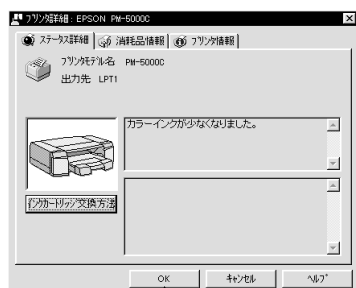 プリンタ詳細 : EPSON PM-5000C
ステータス詳細 消耗品情報 プリンタ情報
プリンタモデル名 PM-5000C
出力先 LPT1
カラーインクが少なくなりました。
インクカートリッジ交換方法
OK キャンセル ヘルプ